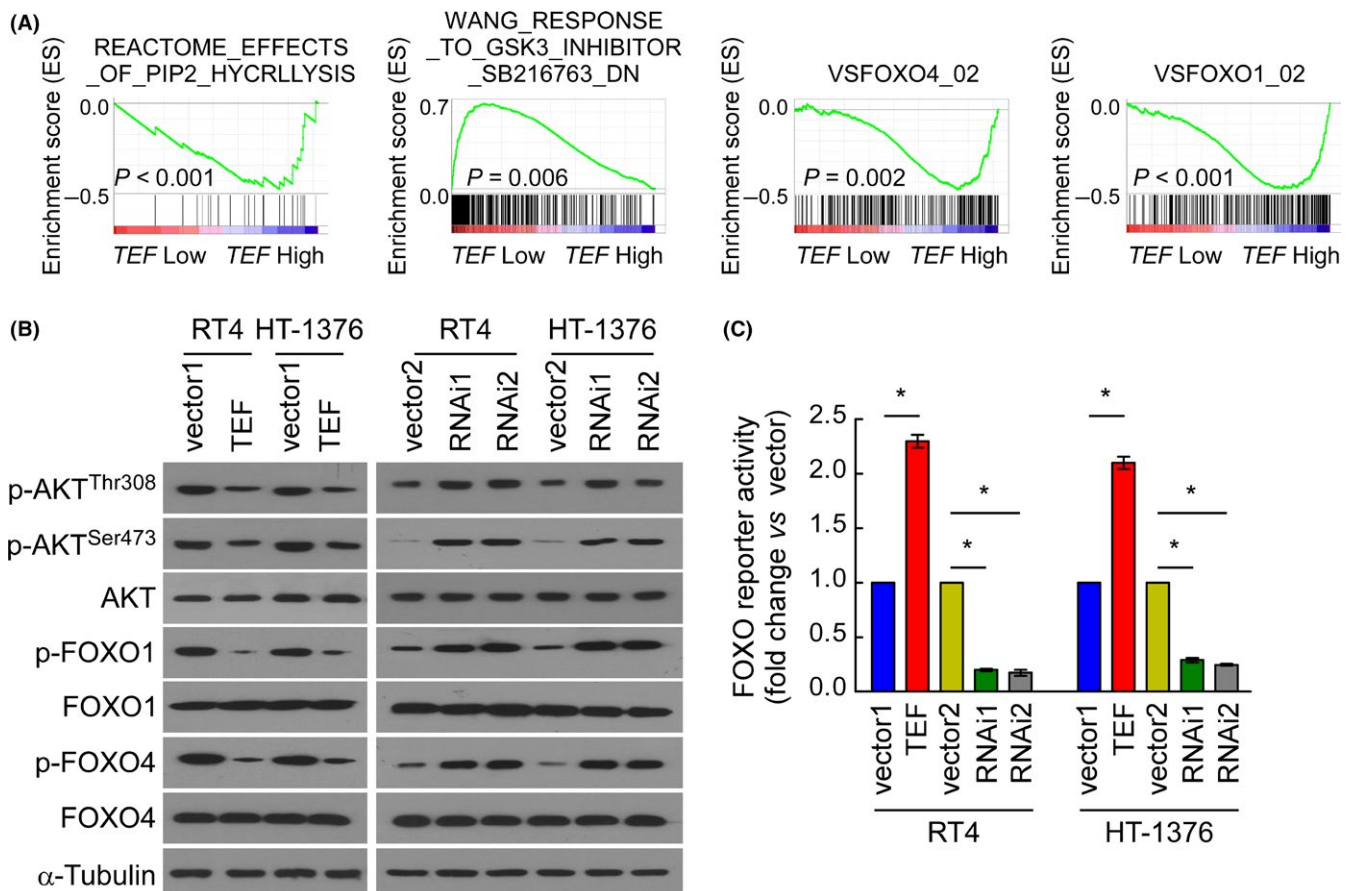 (A)
REACTOME_EFFECTS
_OF_PIP2_HYCRLLYSIS
Enrichment score (ES)
0.0
−0.5
P < 0.001
TEF Low TEF High
WANG_RESPONSE
_TO_GSK3_INHIBITOR
_SB216763_DN
Enrichment score (ES)
0.7
0.0
P = 0.006
TEF Low TEF High
VSFOXO4_02
Enrichment score (ES)
0.0
−0.5
P = 0.002
TEF Low TEF High
VSFOXO1_02
Enrichment score (ES)
0.0
−0.5
P < 0.001
TEF Low TEF High
(B)
RT4 HT-1376
vector1
TEF
vector1
TEF
RT4 HT-1376
vector2
RNAi1
RNAi2
vector2
RNAi1
RNAi2
p-AKTThr308
p-AKTSer473
AKT
p-FOXO1
FOXO1
p-FOXO4
FOXO4
α-Tubulin
(C)
FOXO reporter activity
(fold change vs vector)
2.5
2.0
1.5
1.0
0.5
0.0
*
*
*
*
*
*
vector1
TEF
vector2
RNAi1
RNAi2
vector1
TEF
vector2
RNAi1
RNAi2
RT4
HT-1376